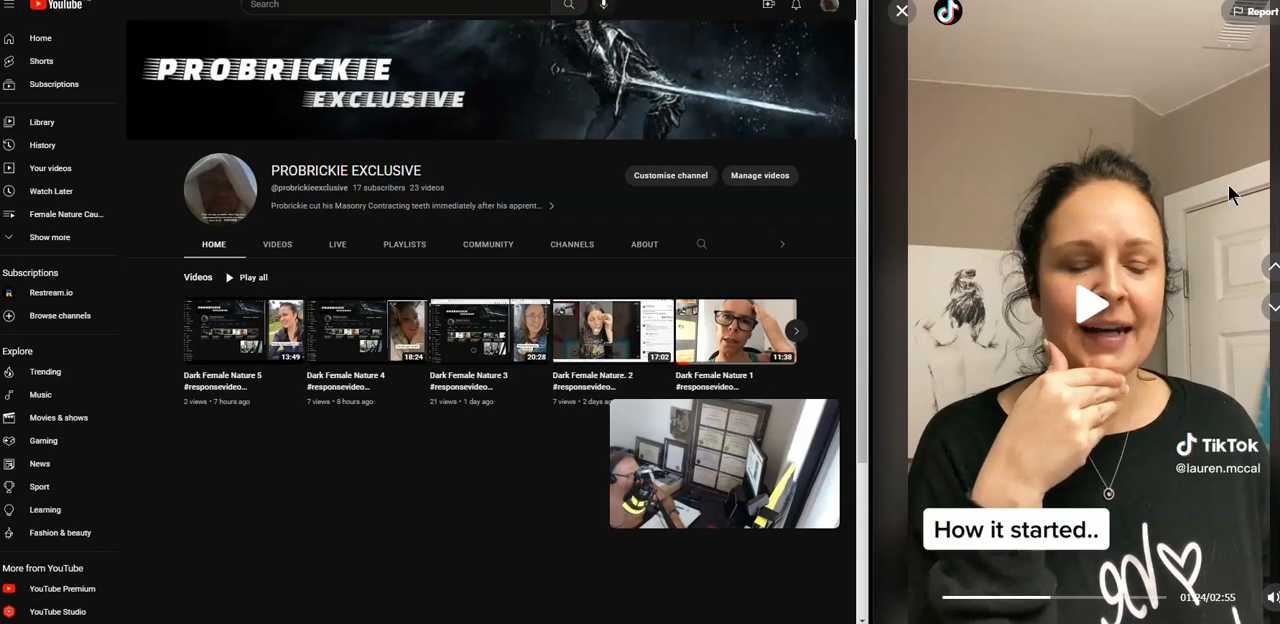 YouTube
Search
Home
Shorts
Subscriptions
Library
History
Your videos
Watch Later
Female Nature Cau...
Show more
Subscriptions
Restream.io
Browse channels
Explore
Trending
Music
Movies & shows
Gaming
News
Sport
Learning
Fashion & beauty
More from YouTube
YouTube Premium
YouTube Studio
PROBRICKIE
EXCLUSIVE
PROBRICKIE EXCLUSIVE
@probrickieexclusive 17 subscribers 23 videos
Probrickie cut his Masonry Contracting teeth immediately after his apprent...
Customise channel
Manage videos
HOME VIDEOS LIVE PLAYLISTS COMMUNITY CHANNELS ABOUT
Videos Play all
13:49
Dark Female Nature 5
#responsevideo...
2 views • 7 hours ago
18:24
Dark Female Nature 4
#responsevideo...
7 views • 8 hours ago
20:28
Dark Female Nature 3
#responsevideo...
21 views • 1 day ago
17:02
Dark Female Nature. 2
#responsevideo...
7 views • 2 days
11:38
Dark Female Nature 1
#responsevideo...
Report
TikTok
@lauren.mccal
How it started..
01:24/02:55